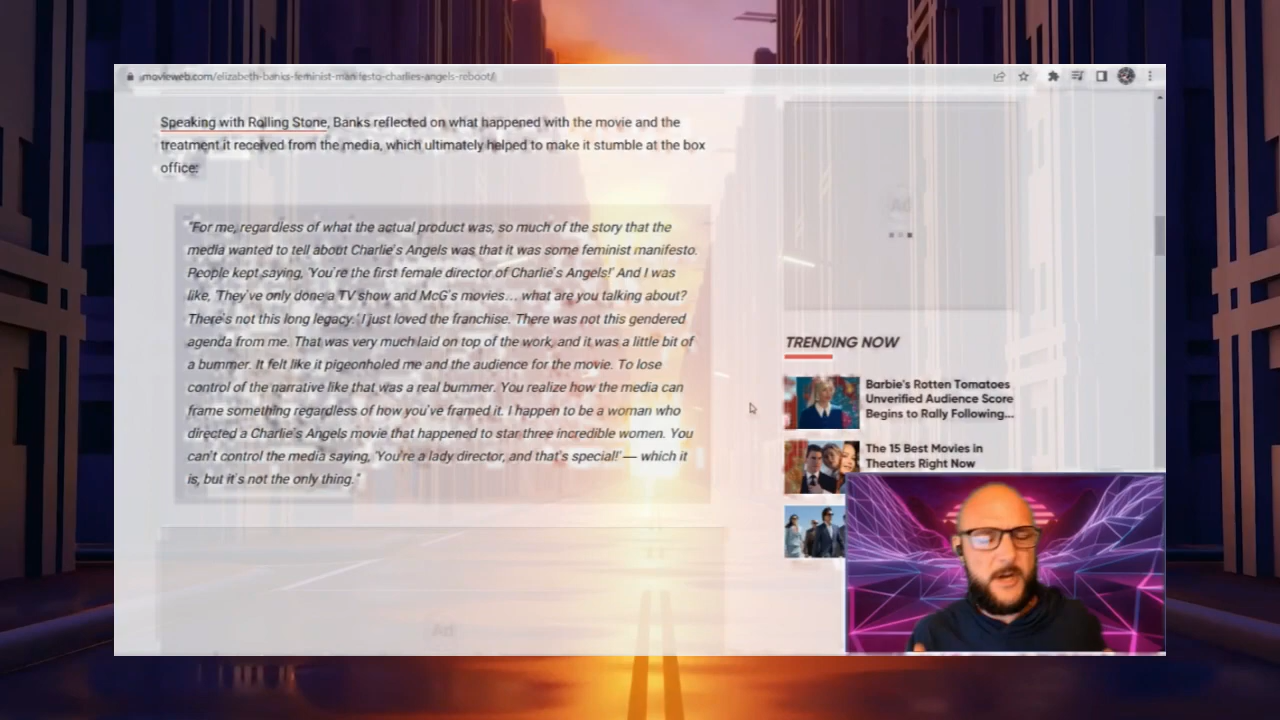 movieweb.com/elizabeth-banks-feminist-manifesto-charlies-angels-reboot/
Speaking with Rolling Stone, Banks reflected on what happened with the movie and the
treatment it received from the media, which ultimately helped to make it stumble at the box
office:
"For me, regardless of what the actual product was, so much of the story that the
media wanted to tell about Charlie's Angels was that it was some feminist manifesto.
People kept saying, 'You're the first female director of Charlie's Angels!' And I was
like, 'They've only done a TV show and McG's movies… what are you talking about?
There's not this long legacy.' I just loved the franchise. There was not this gendered
agenda from me. That was very much laid on top of the work, and it was a little bit of
a bummer. It felt like it pigeonholed me and the audience for the movie. To lose
control of the narrative like that was a real bummer. You realize how the media can
frame something regardless of how you've framed it. I happen to be a woman who
directed a Charlie's Angels movie that happened to star three incredible women. You
can't control the media saying, 'You're a lady director, and that's special!' — which it
is, but it's not the only thing."
Ad
Ad
TRENDING NOW
Barbie's Rotten Tomatoes
Unverified Audience Score
Begins to Rally Following...
The 15 Best Movies in
Theaters Right Now